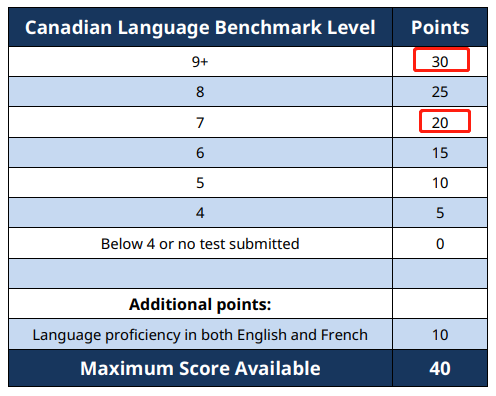 Canadian Language Benchmark Level Points
9+ 30
8 25
7 20
6 15
5 10
4 5
Below 4 or no test submitted 0
Additional points:
Language proficiency in both English and French 10
Maximum Score Available 40